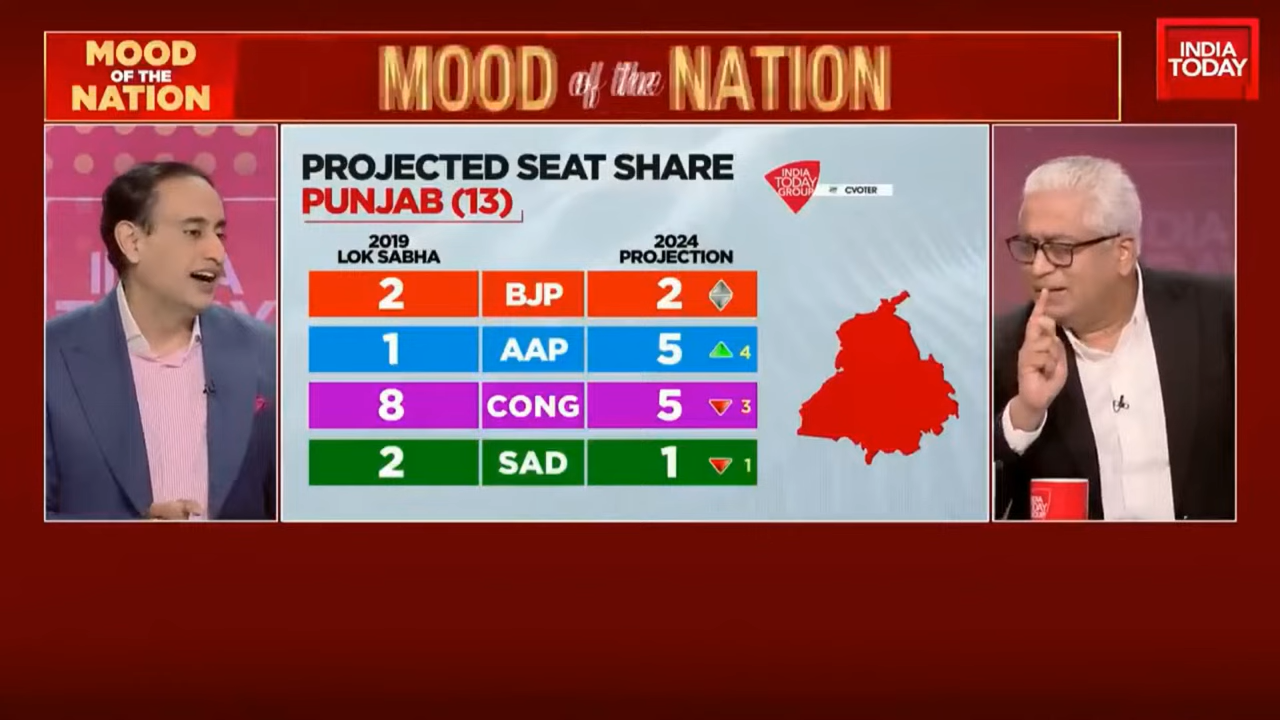 MOOD
OF THE
NATION
MOOD of the NATION
INDIA
TODAY
PROJECTED SEAT SHARE
PUNJAB (13)
INDIA
TODAY
GROUP
CVOTER
2019
LOK SABHA
2024
PROJECTION
2 BJP 2
1 AAP 5 4
8 CONG 5 3
2 SAD 1 1